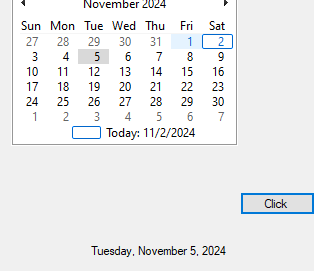 November 2024
Sun Mon Tue Wed Thu Fri Sat
27 28 29 30 31 1 2
3 4 5 6 7 8 9
10 11 12 13 14 15 16
17 18 19 20 21 22 23
24 25 26 27 28 29 30
1 2 3 4 5 6 7
Today: 11/2/2024
Click
Tuesday, November 5, 2024